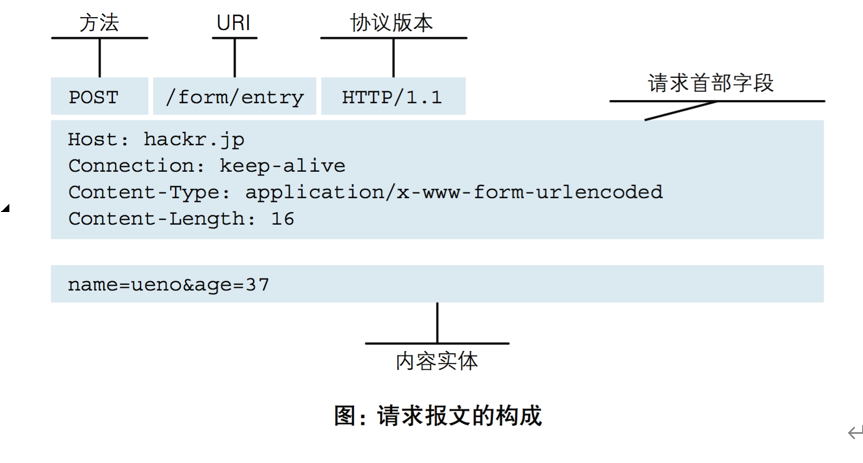 方法 URI 协议版本
POST /form/entry HTTP/1.1
请求首部字段
Host: hackr.jp
Connection: keep-alive
Content-Type: application/x-www-form-urlencoded
Content-Length: 16
name=ueno&age=37
内容实体
图：请求报文的构成